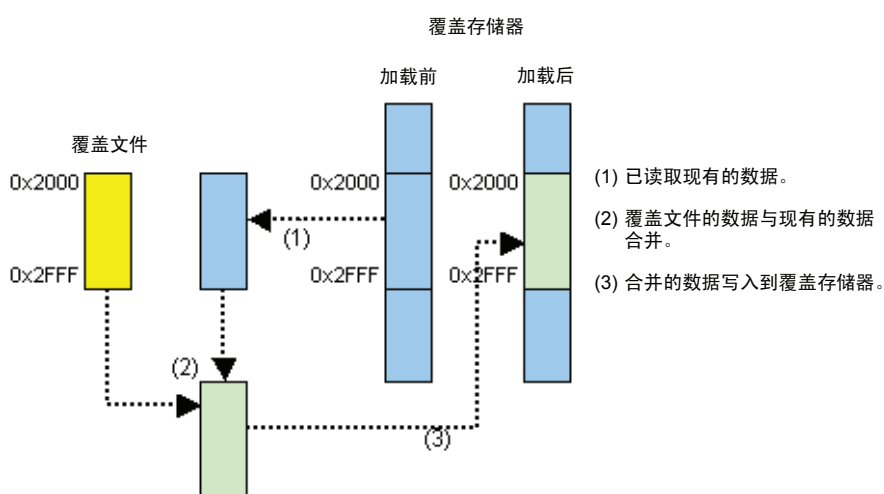 覆盖存储器
加载前
加载后
覆盖文件
0x2000
0x2000
0x2000
(1) 已读取现有的数据。
(1)
(2) 覆盖文件的数据与现有的数据
合并。
0x2FFF
0x2FFF
0x2FFF
(3) 合并的数据写入到覆盖存储器。
(2)
(3)